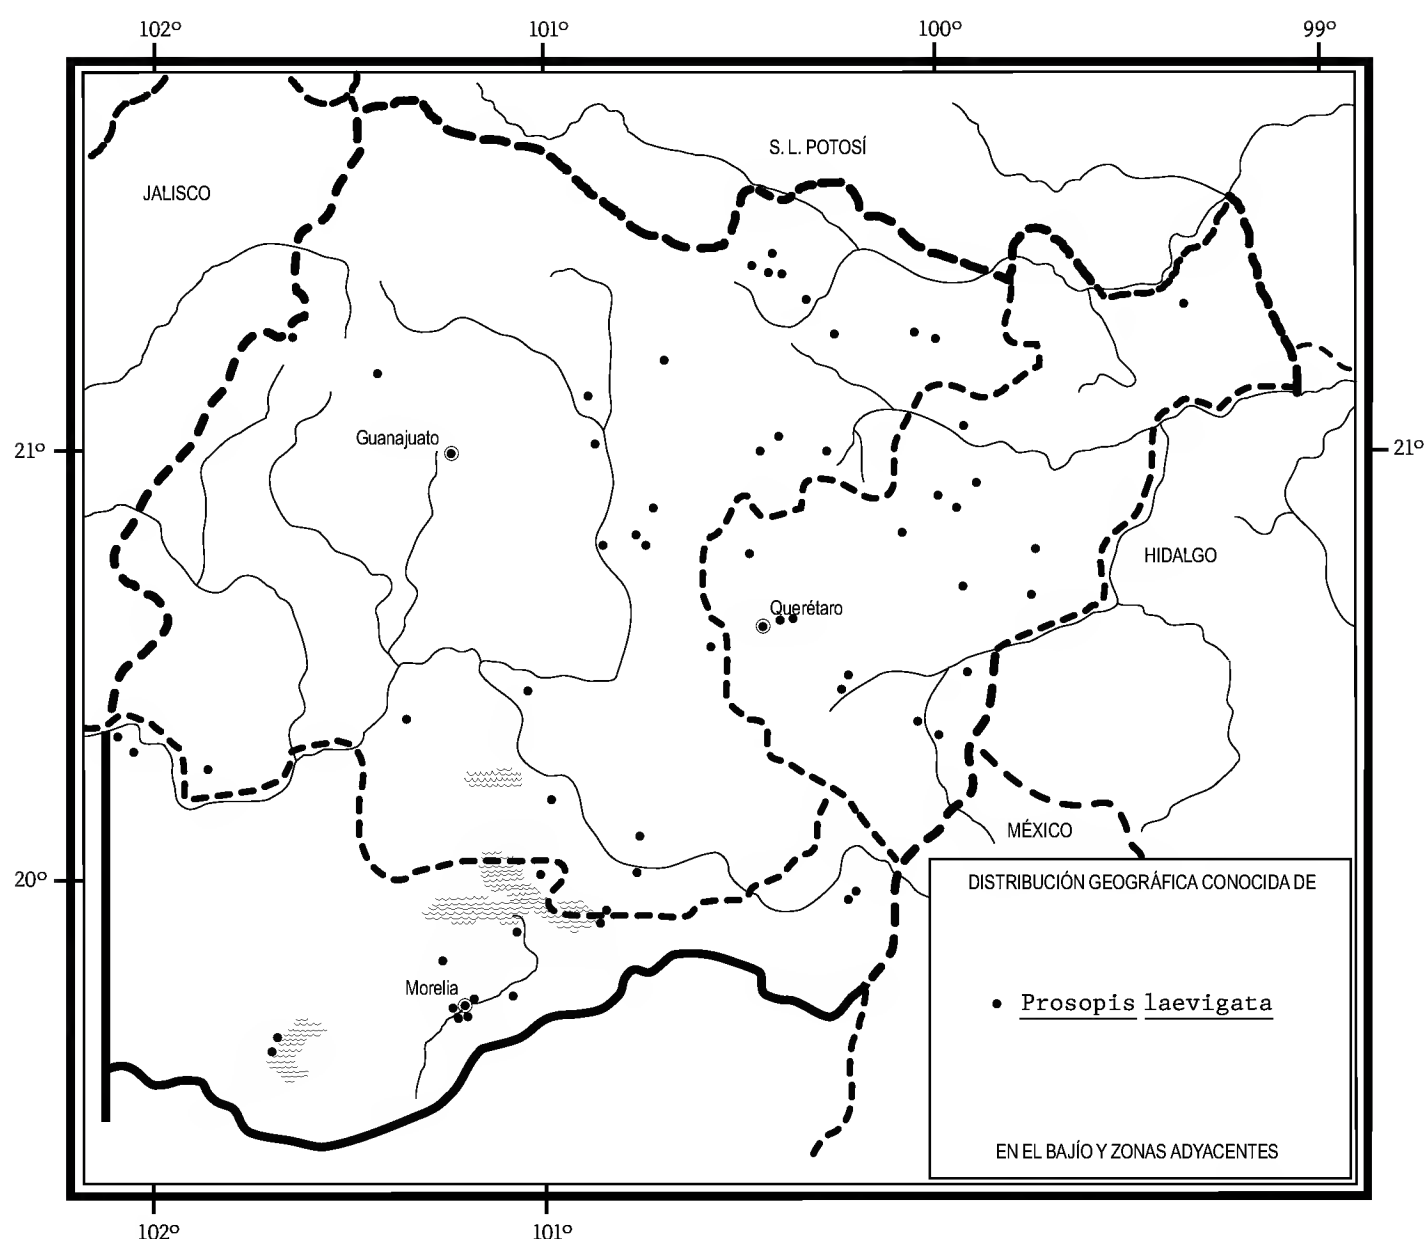 102º 101º 100º 99º
S. L. POTOSÍ
JALISCO
Guanajuato
21º 21º
HIDALGO
Querétaro
MÉXICO
20º
DISTRIBUCIÓN GEOGRÁFICA CONOCIDA DE
Morelia
Prosopis laevigata
EN EL BAJÍO Y ZONAS ADYACENTES
102º 101º